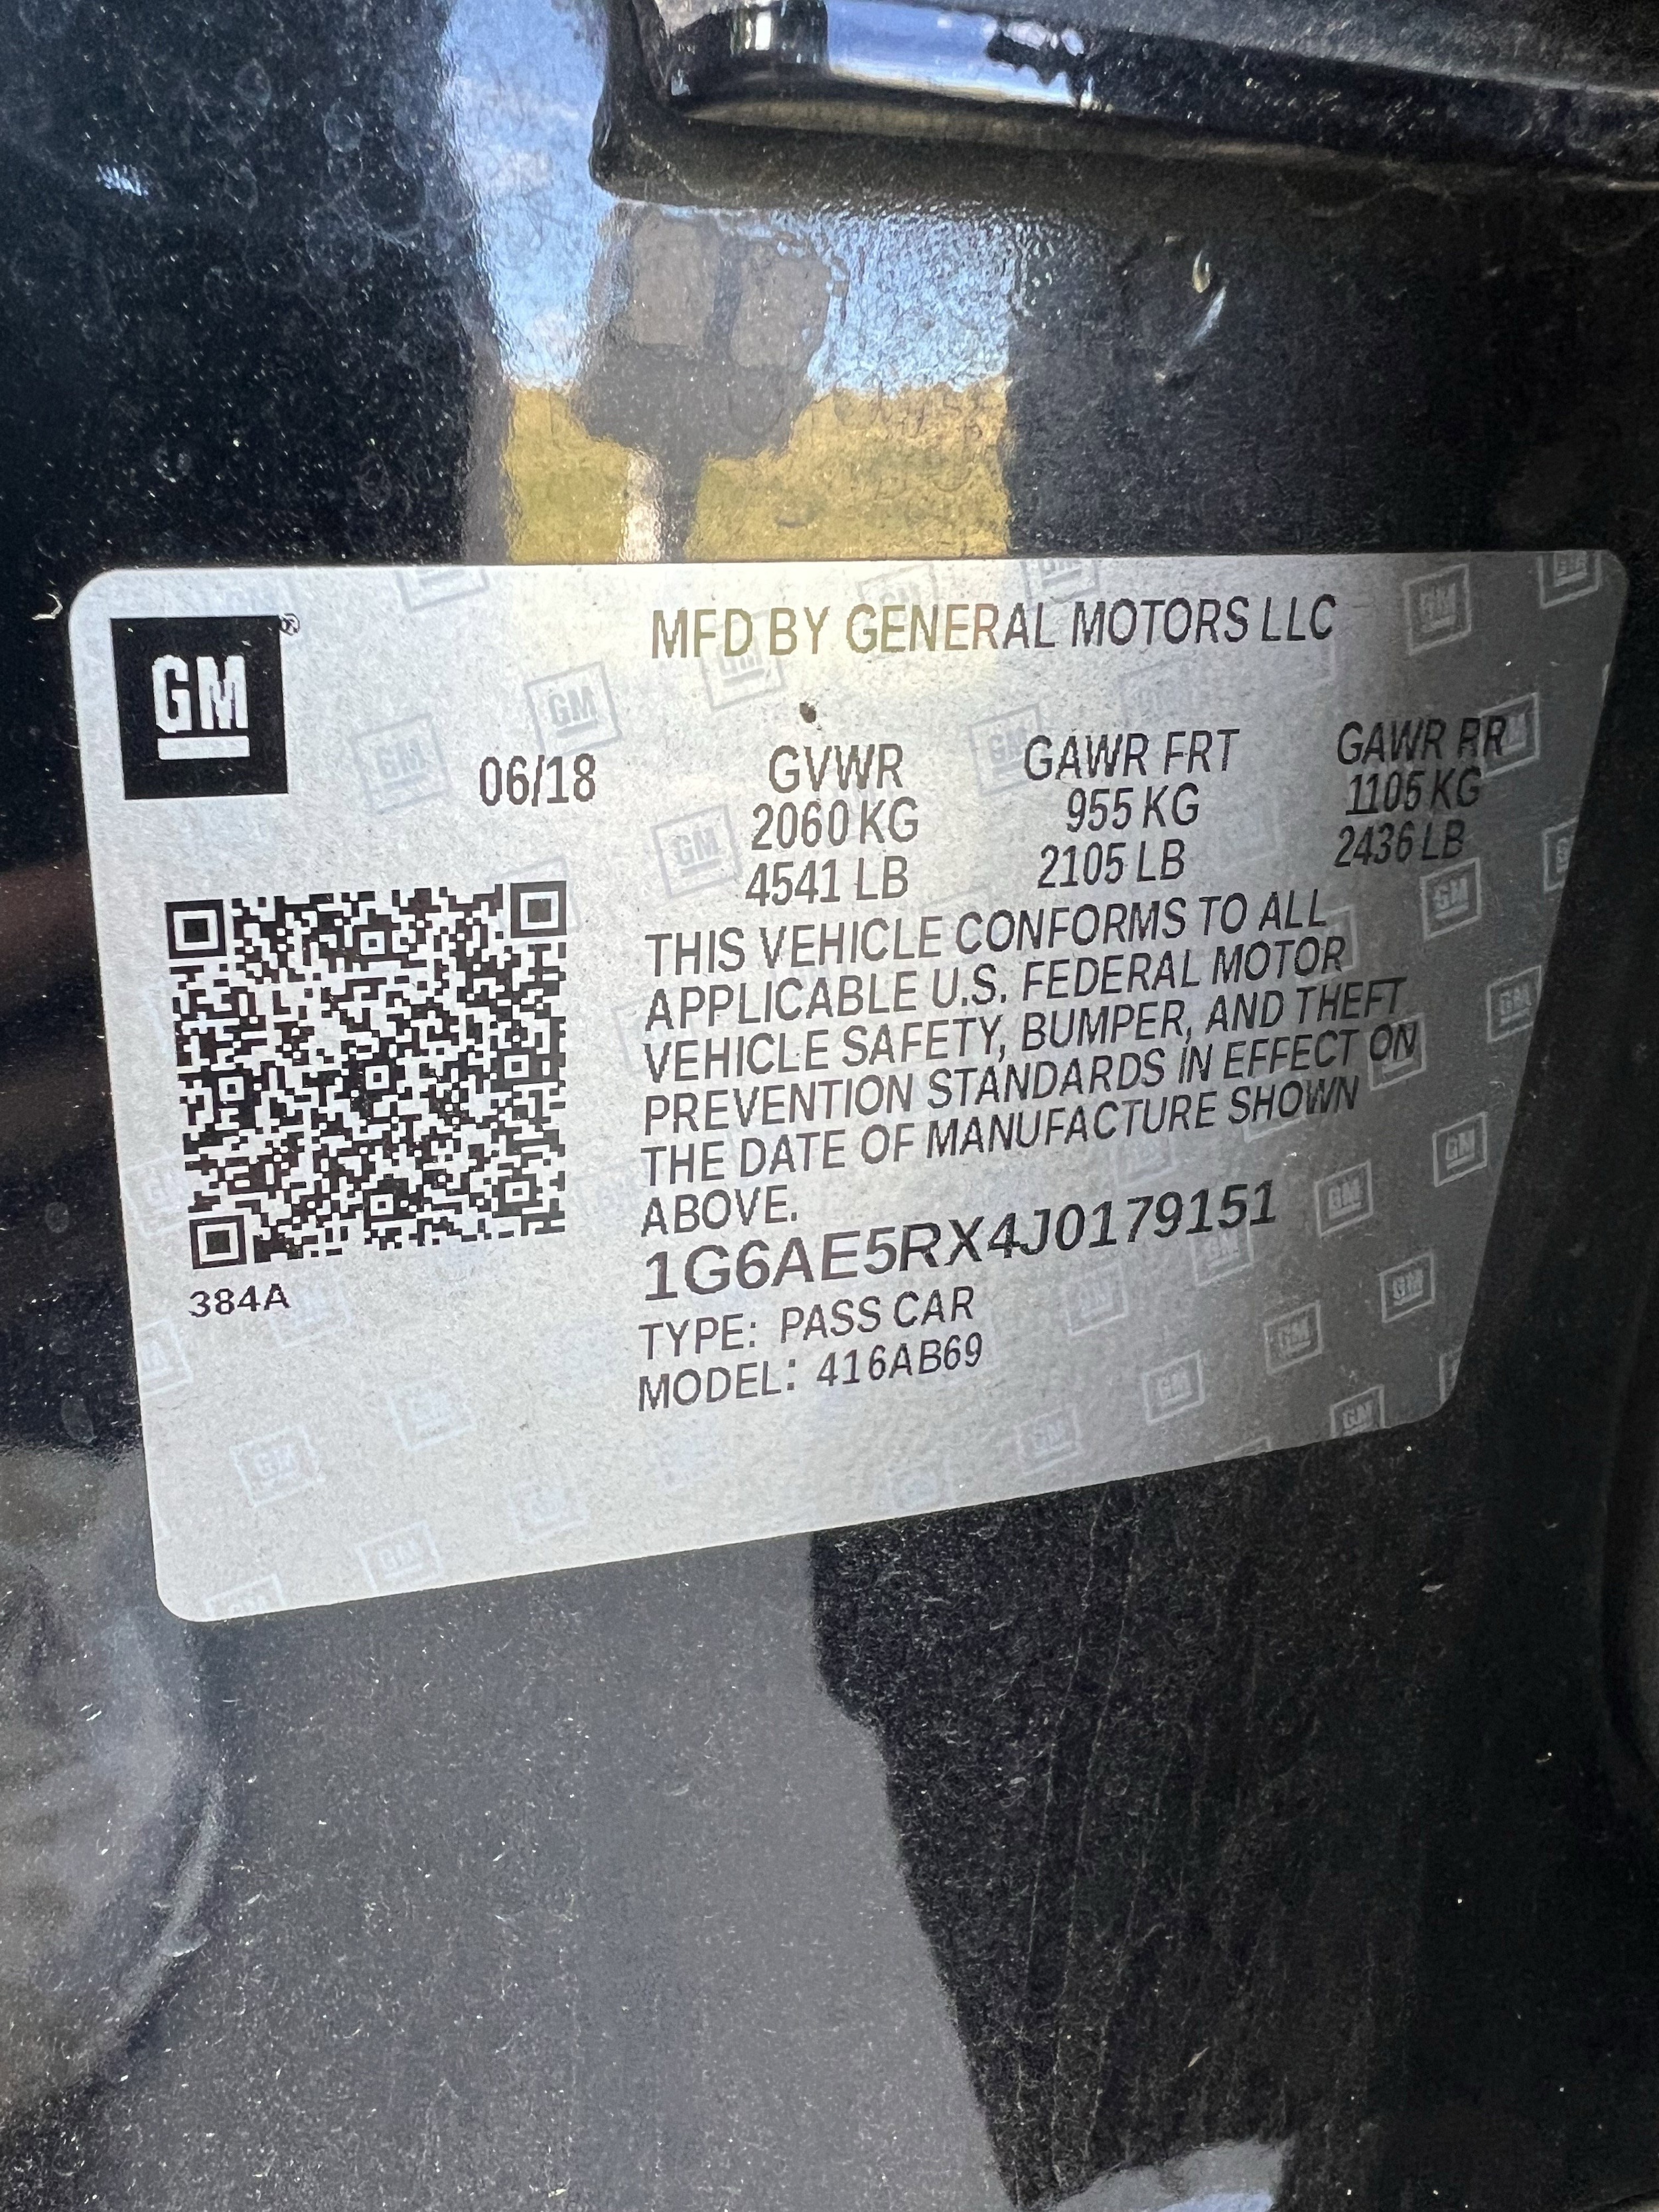 GM
MFD BY GENERAL MOTORS LLC
06/18 GVWR GAWR FRT GAWR RR
2060 KG 955 KG 1105 KG
4541 LB 2105 LB 2436 LB
THIS VEHICLE CONFORMS TO ALL
APPLICABLE U.S. FEDERAL MOTOR
VEHICLE SAFETY, BUMPER, AND THEFT
PREVENTION STANDARDS IN EFFECT ON
THE DATE OF MANUFACTURE SHOWN
ABOVE.
1G6AE5RX4J0179151
384A
TYPE: PASS CAR
MODEL: 416AB69